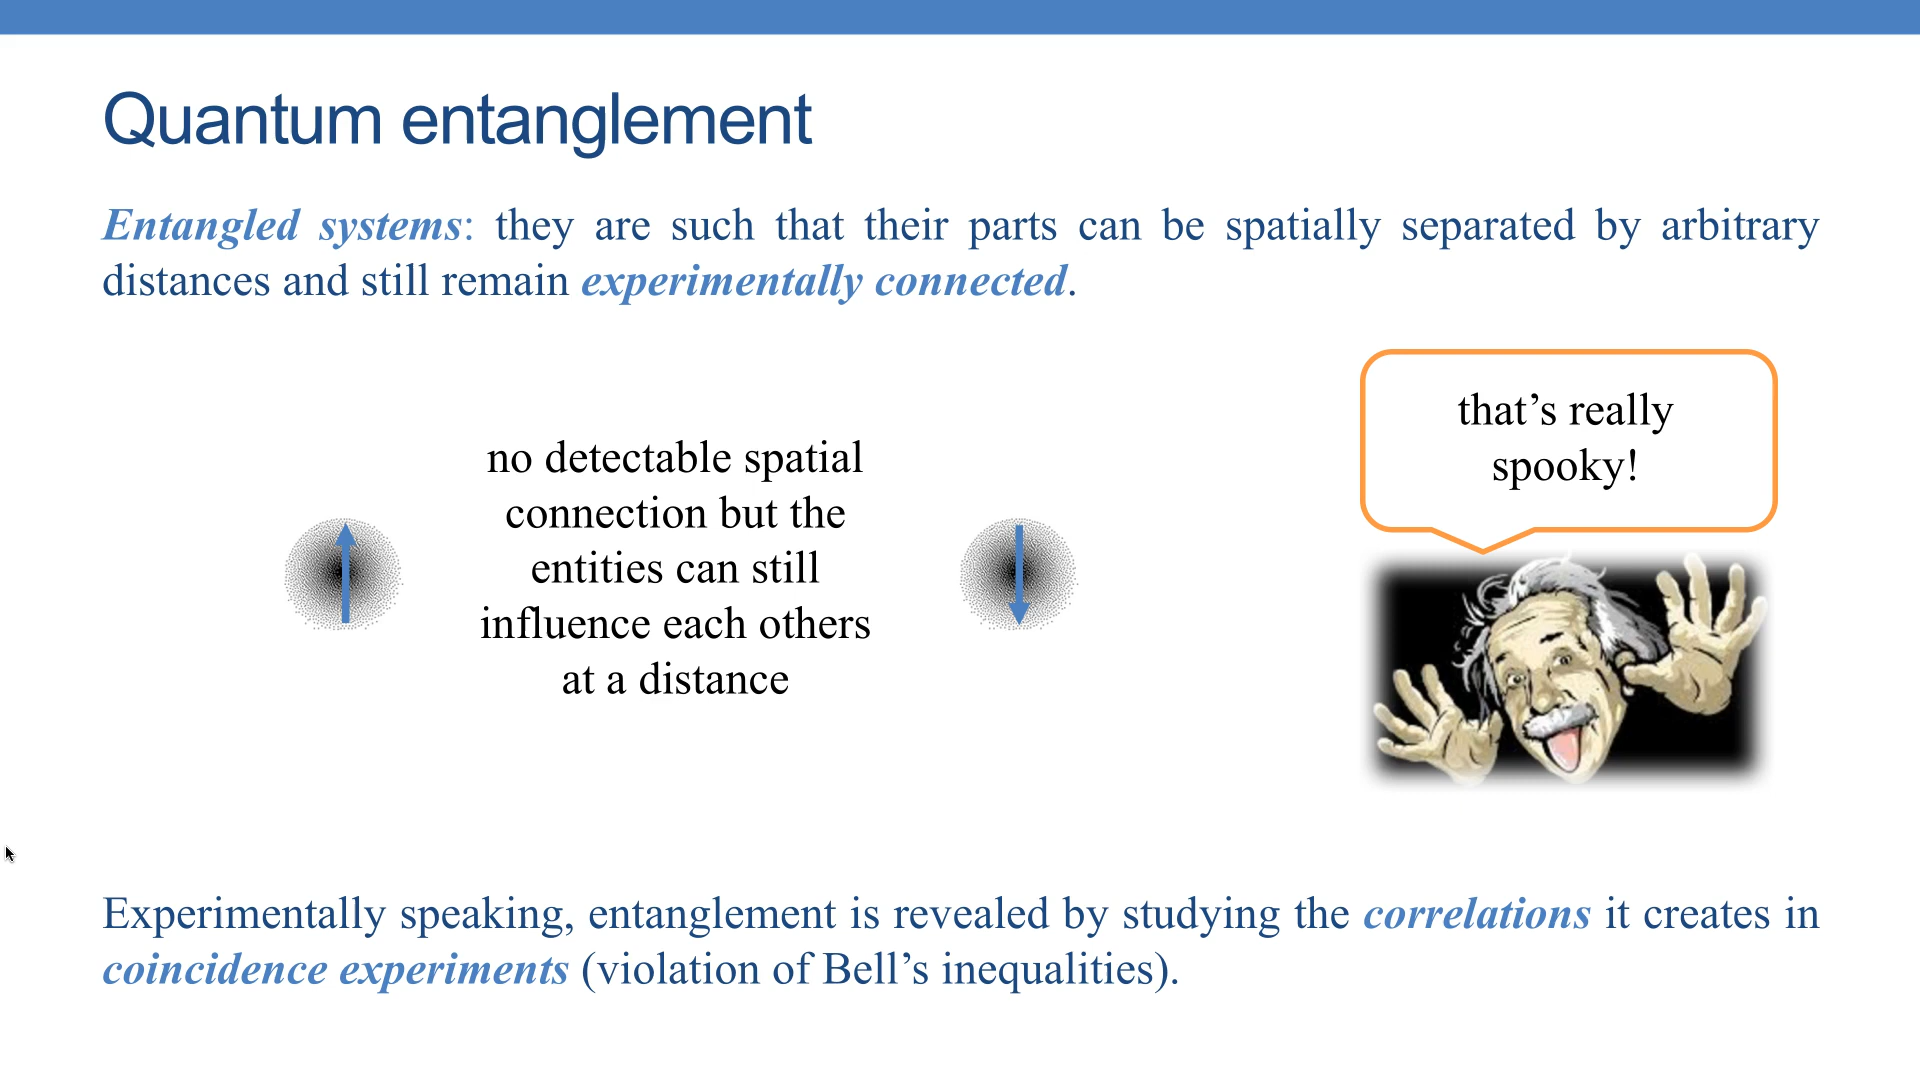 Quantum entanglement
Entangled systems: they are such that their parts can be spatially separated by arbitrary
distances and still remain experimentally connected.
no detectable spatial
connection but the
entities can still
influence each others
at a distance
that’s really
spooky!
Experimentally speaking, entanglement is revealed by studying the correlations it creates in
coincidence experiments (violation of Bell’s inequalities).